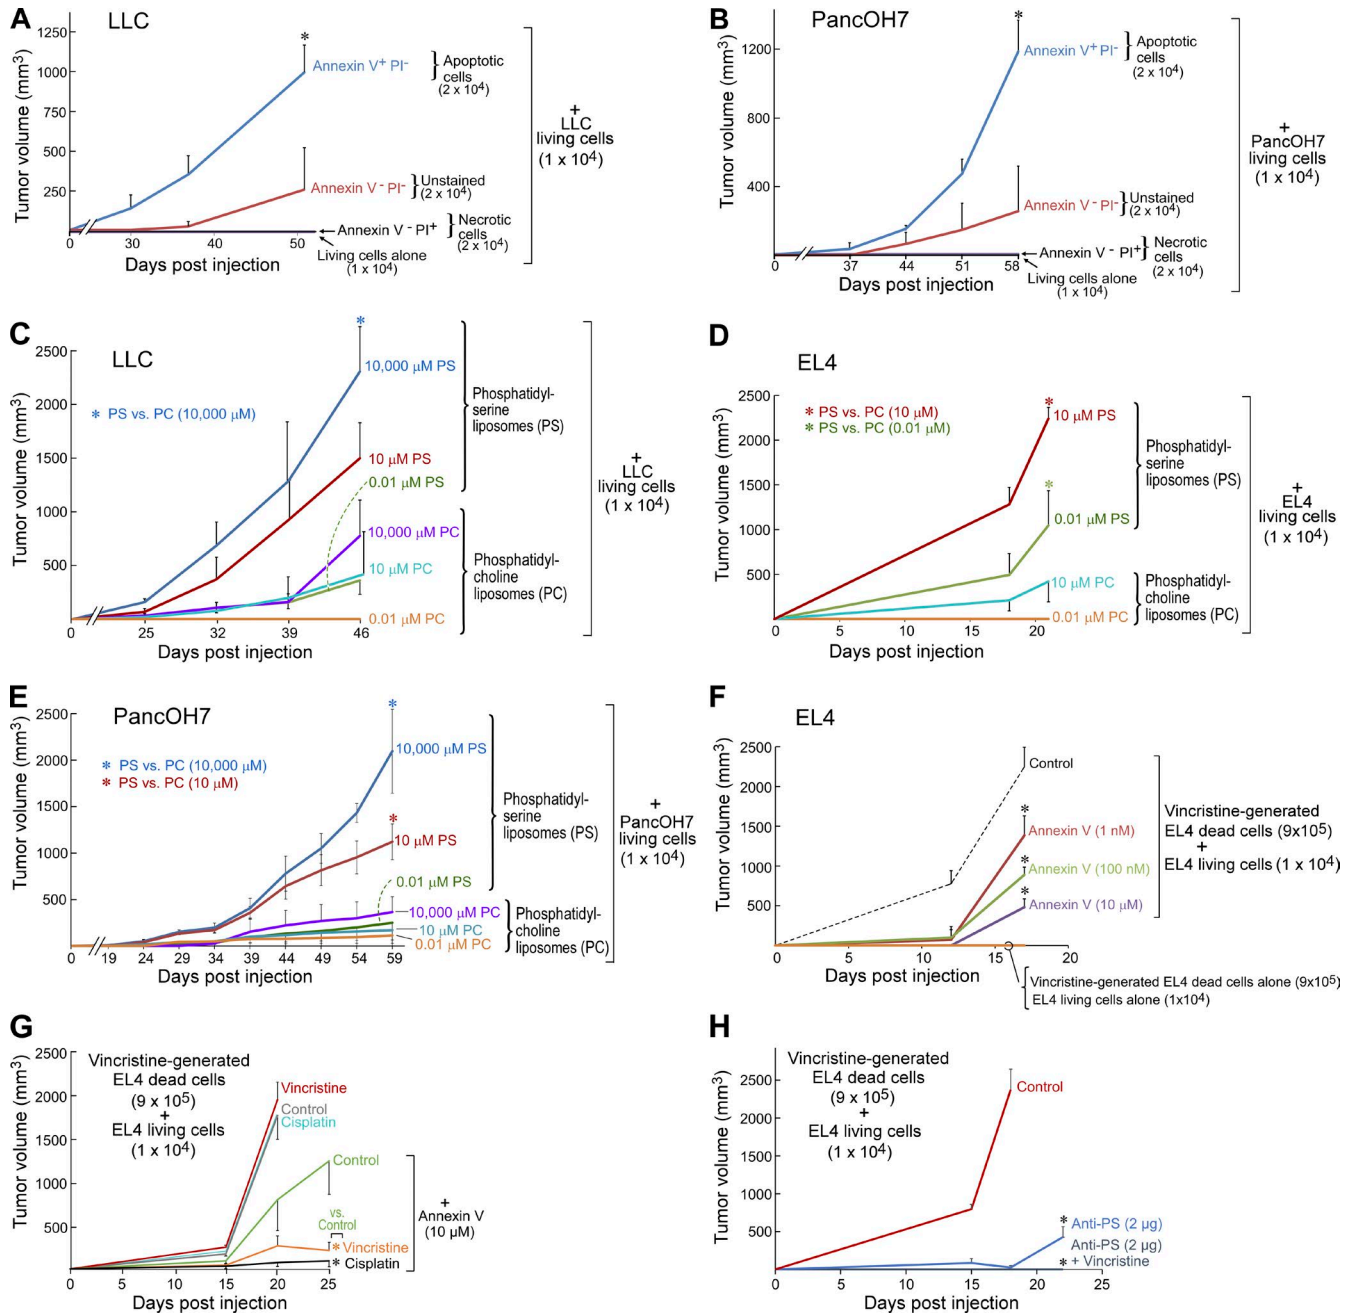 A
LLC
Tumor volume (mm3)
1250
1000
750
500
250
0
30
40
50
Days post injection
*
Annexin V+ PI-
} Apoptotic
cells
(2 x 104)
Annexin V - PI-
} Unstained
(2 x 104)
Annexin V - PI+
} Necrotic
cells
(2 x 104)
Living cells alone
(1 x 104)
+
LLC
living cells
(1 x 104)
B
PancOH7
Tumor volume (mm3)
1200
800
400
0
37
44
51
58
Days post injection
*
Annexin V+ PI-
} Apoptotic
cells
(2 x 104)
Annexin V - PI-
} Unstained
(2 x 104)
Annexin V - PI+
} Necrotic
cells
(2 x 104)
Living cells alone
(1 x 104)
+
PancOH7
living cells
(1 x 104)
C
LLC
Tumor volume (mm3)
2500
2000
1500
1000
500
0
25
32
39
46
Days post injection
* PS vs. PC (10,000 µM)
*
10,000 µM PS
10 µM PS
0.01 µM PS
10,000 µM PC
10 µM PC
0.01 µM PC
Phosphatidyl-
serine
liposomes (PS)
Phosphatidyl-
choline
liposomes (PC)
+
LLC
living cells
(1 x 104)
D
EL4
Tumor volume (mm3)
2500
2000
1500
1000
500
0
5
10
15
20
Days post injection
* PS vs. PC (10 µM)
* PS vs. PC (0.01 µM)
*
10 µM PS
*
0.01 µM PS
10 µM PC
0.01 µM PC
Phosphatidyl-
serine
liposomes (PS)
Phosphatidyl-
choline
liposomes (PC)
+
EL4
living cells
(1 x 104)
E
PancOH7
Tumor volume (mm3)
2500
2000
1500
1000
500
0
19
24
29
34
39
44
49
54
59
Days post injection
* PS vs. PC (10,000 µM)
* PS vs. PC (10 µM)
*
10,000 µM PS
*
10 µM PS
0.01 µM PS
10,000 µM PC
10 µM PC
0.01 µM PC
Phosphatidyl-
serine
liposomes (PS)
Phosphatidyl-
choline
liposomes (PC)
+
PancOH7
living cells
(1 x 104)
F
EL4
Tumor volume (mm3)
2500
2000
1500
1000
500
0
5
10
15
20
Days post injection
Control
*
Annexin V (1 nM)
*
Annexin V (100 nM)
*
Annexin V (10 µM)
Vincristine-generated
EL4 dead cells (9x105)
+
EL4 living cells (1 x 104)
Vincristine-generated EL4 dead cells alone (9x105)
EL4 living cells alone (1x104)
G
Vincristine-generated
EL4 dead cells
(9 x 105)
+
EL4 living cells
(1 x 104)
Tumor volume (mm3)
2500
2000
1500
1000
500
0
5
10
15
20
25
Days post injection
Vincristine
Control
Cisplatin
Control
vs.
Control
* Vincristine
* Cisplatin
+
Annexin V
(10 µM)
H
Vincristine-generated
EL4 dead cells
(9 x 105)
+
EL4 living cells
(1 x 104)
Tumor volume (mm3)
2500
2000
1500
1000
500
0
5
10
15
20
25
Days post injection
Control
* Anti-PS (2 µg)
Anti-PS (2 µg)
* + Vincristine